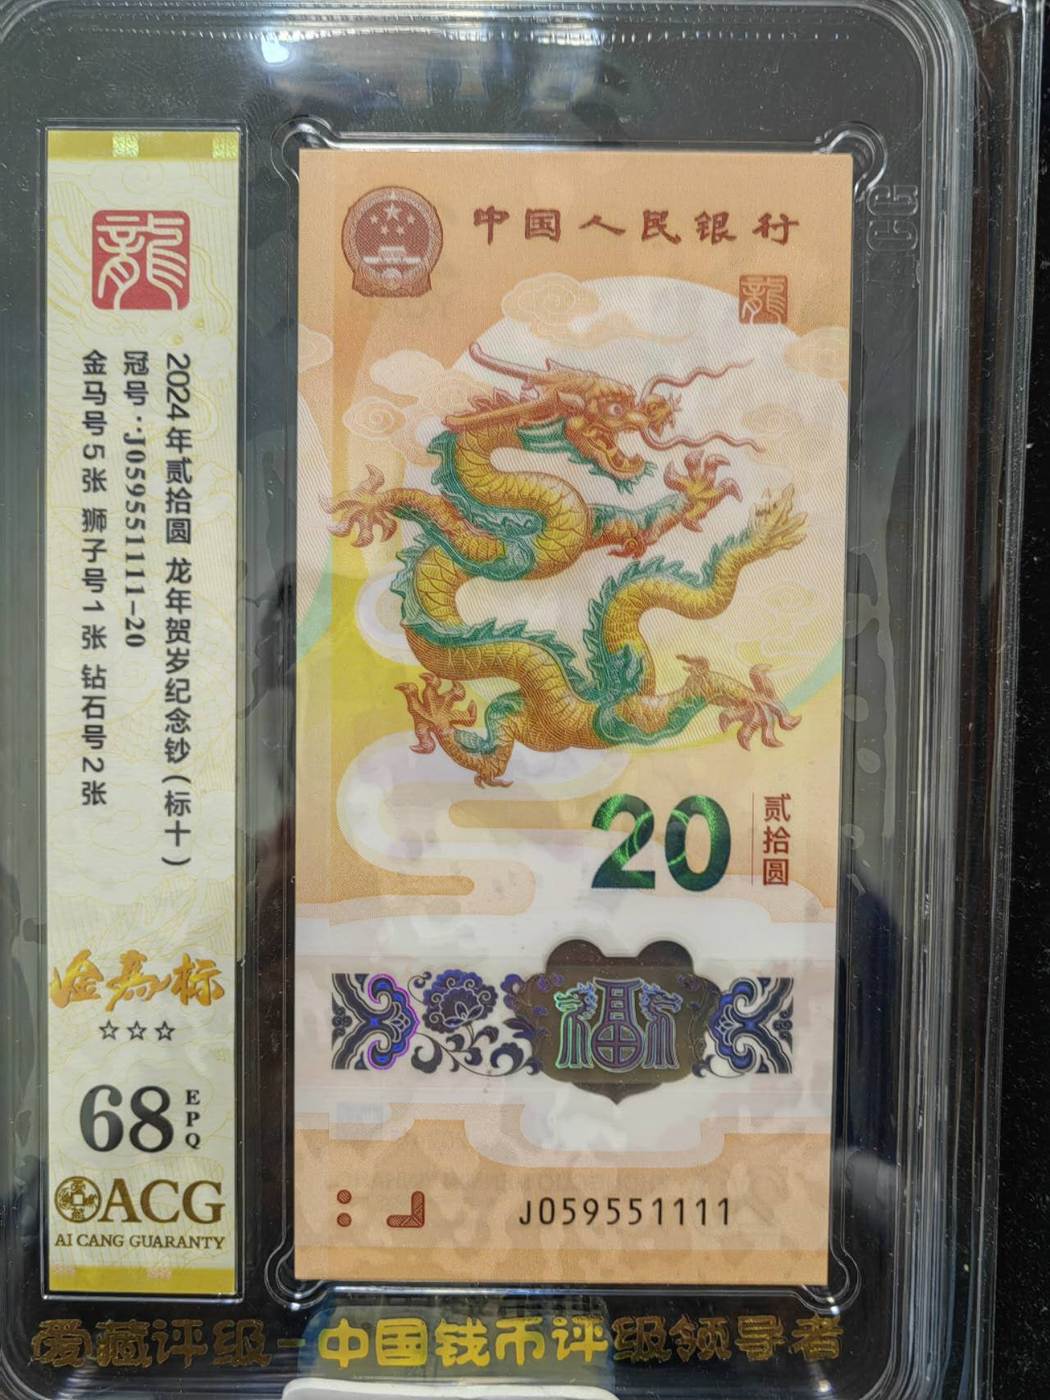 龍
2024年贰拾圆 龙年贺岁纪念钞(标十)
冠号:J059551111-20
金马号5张 狮子号1张 钻石号2张
金马标
☆☆☆
68 EPQ
ACG
AI CANG GUARANTY
中国人民银行
龍
20
贰拾圆
福
J059551111
爱藏评级-中国钱币评级领导者